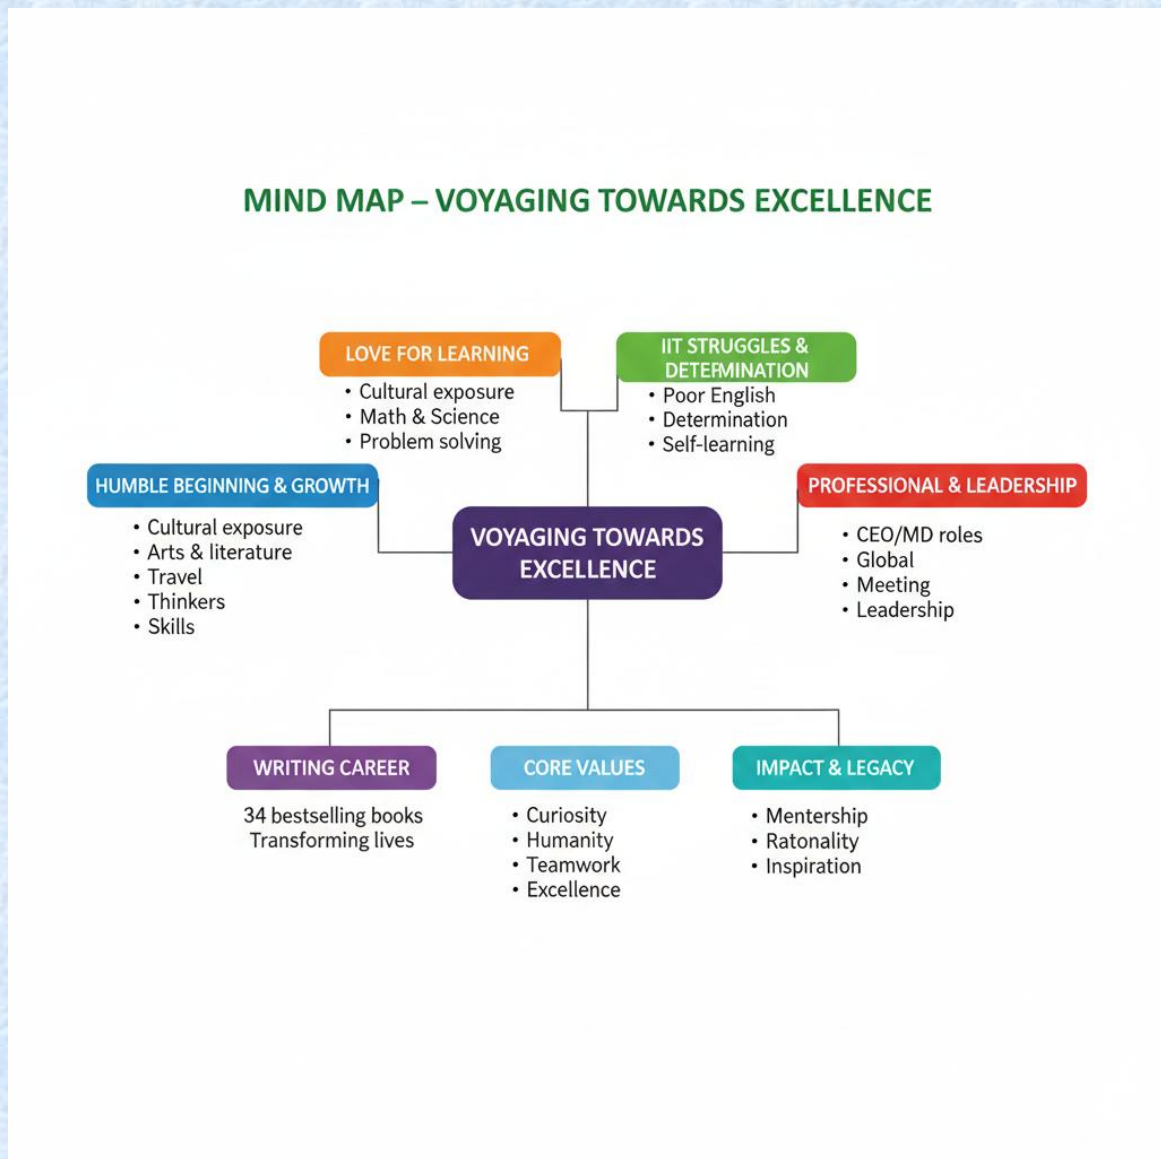 MIND MAP – VOYAGING TOWARDS EXCELLENCE
LOVE FOR LEARNING
• Cultural exposure
• Math & Science
• Problem solving
IIT STRUGGLES &
DETERMINATION
• Poor English
• Determination
• Self-learning
HUMBLE BEGINNING & GROWTH
• Cultural exposure
• Arts & literature
• Travel
• Thinkers
• Skills
VOYAGING TOWARDS
EXCELLENCE
PROFESSIONAL & LEADERSHIP
• CEO/MD roles
• Global
• Meeting
• Leadership
WRITING CAREER
34 bestselling books
Transforming lives
CORE VALUES
• Curiosity
• Humanity
• Teamwork
• Excellence
IMPACT & LEGACY
• Mentership
• Ratonality
• Inspiration